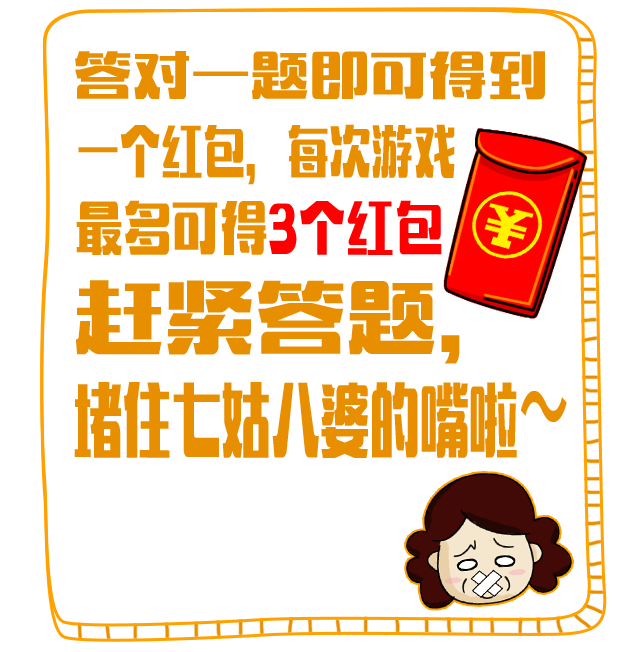 答对一题即可得到
一个红包，每次游戏
最多可得3个红包
赶紧答题，
堵住七姑八婆的嘴啦~